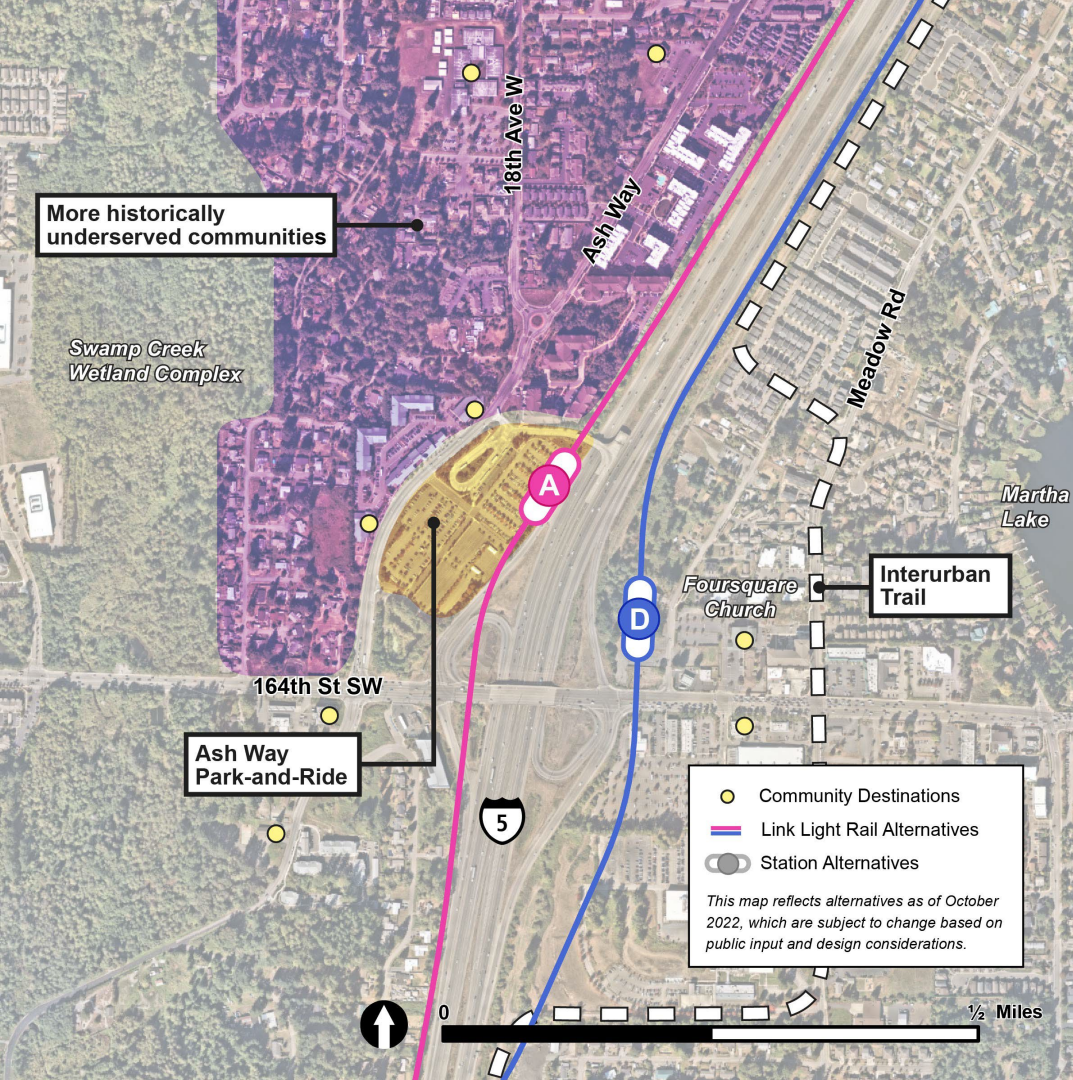 18th Ave W
Ash Way
More historically
underserved communities
Swamp Creek
Wetland Complex
Meadow Rd
A
Martha
Lake
D
Foursquare
Church
Interurban
Trail
164th St SW
Ash Way
Park-and-Ride
5
Community Destinations
Link Light Rail Alternatives
Station Alternatives
This map reflects alternatives as of October
2022, which are subject to change based on
public input and design considerations.
0
½ Miles